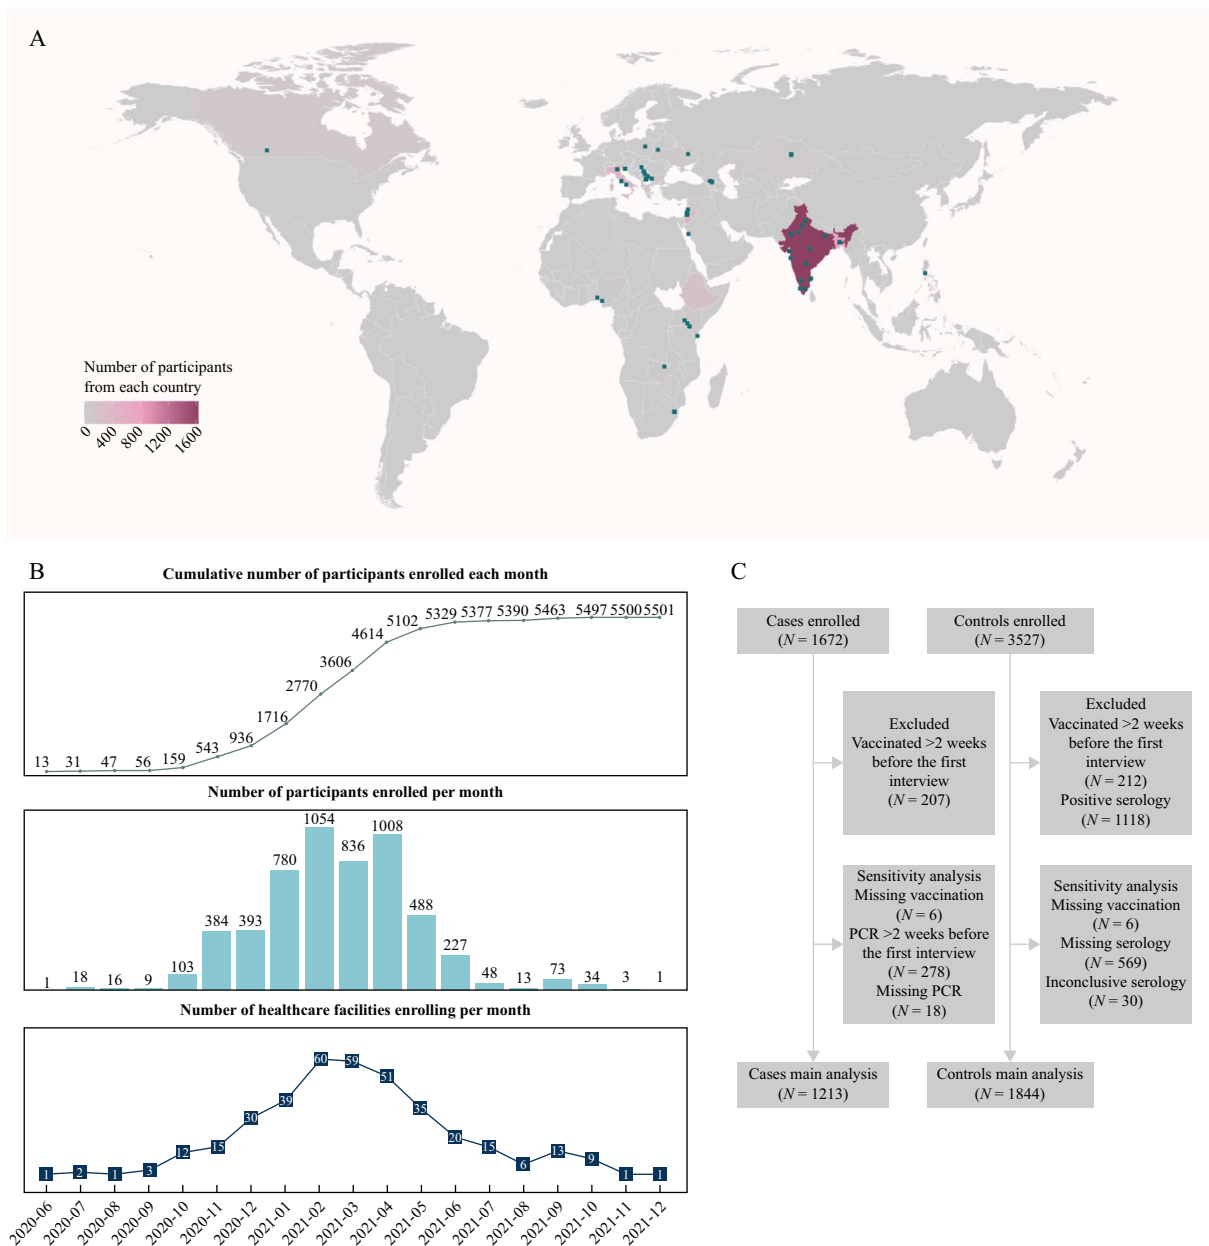 A
Number of participants
from each country
0
400
800
1200
1600
B
Cumulative number of participants enrolled each month
13
31
47
56
159
543
936
1716
2770
3606
4614
5102
5329
5377
5390
5463
5497
5500
5501
Number of participants enrolled per month
1
18
16
9
103
384
393
780
1054
836
1008
488
227
48
13
73
34
3
1
Number of healthcare facilities enrolling per month
1
2
1
3
12
15
30
39
60
59
51
35
20
15
6
13
9
1
1
2020-06
2020-07
2020-08
2020-09
2020-10
2020-11
2020-12
2021-01
2021-02
2021-03
2021-04
2021-05
2021-06
2021-07
2021-08
2021-09
2021-10
2021-11
2021-12
C
Cases enrolled
(N = 1672)
Controls enrolled
(N = 3527)
Excluded
Vaccinated >2 weeks
before the first
interview
(N = 207)
Excluded
Vaccinated >2 weeks
before the first
interview
(N = 212)
Positive serology
(N = 1118)
Sensitivity analysis
Missing vaccination
(N = 6)
PCR >2 weeks before
the first interview
(N = 278)
Missing PCR
(N = 18)
Sensitivity analysis
Missing vaccination
(N = 6)
Missing serology
(N = 569)
Inconclusive serology
(N = 30)
Cases main analysis
(N = 1213)
Controls main analysis
(N = 1844)